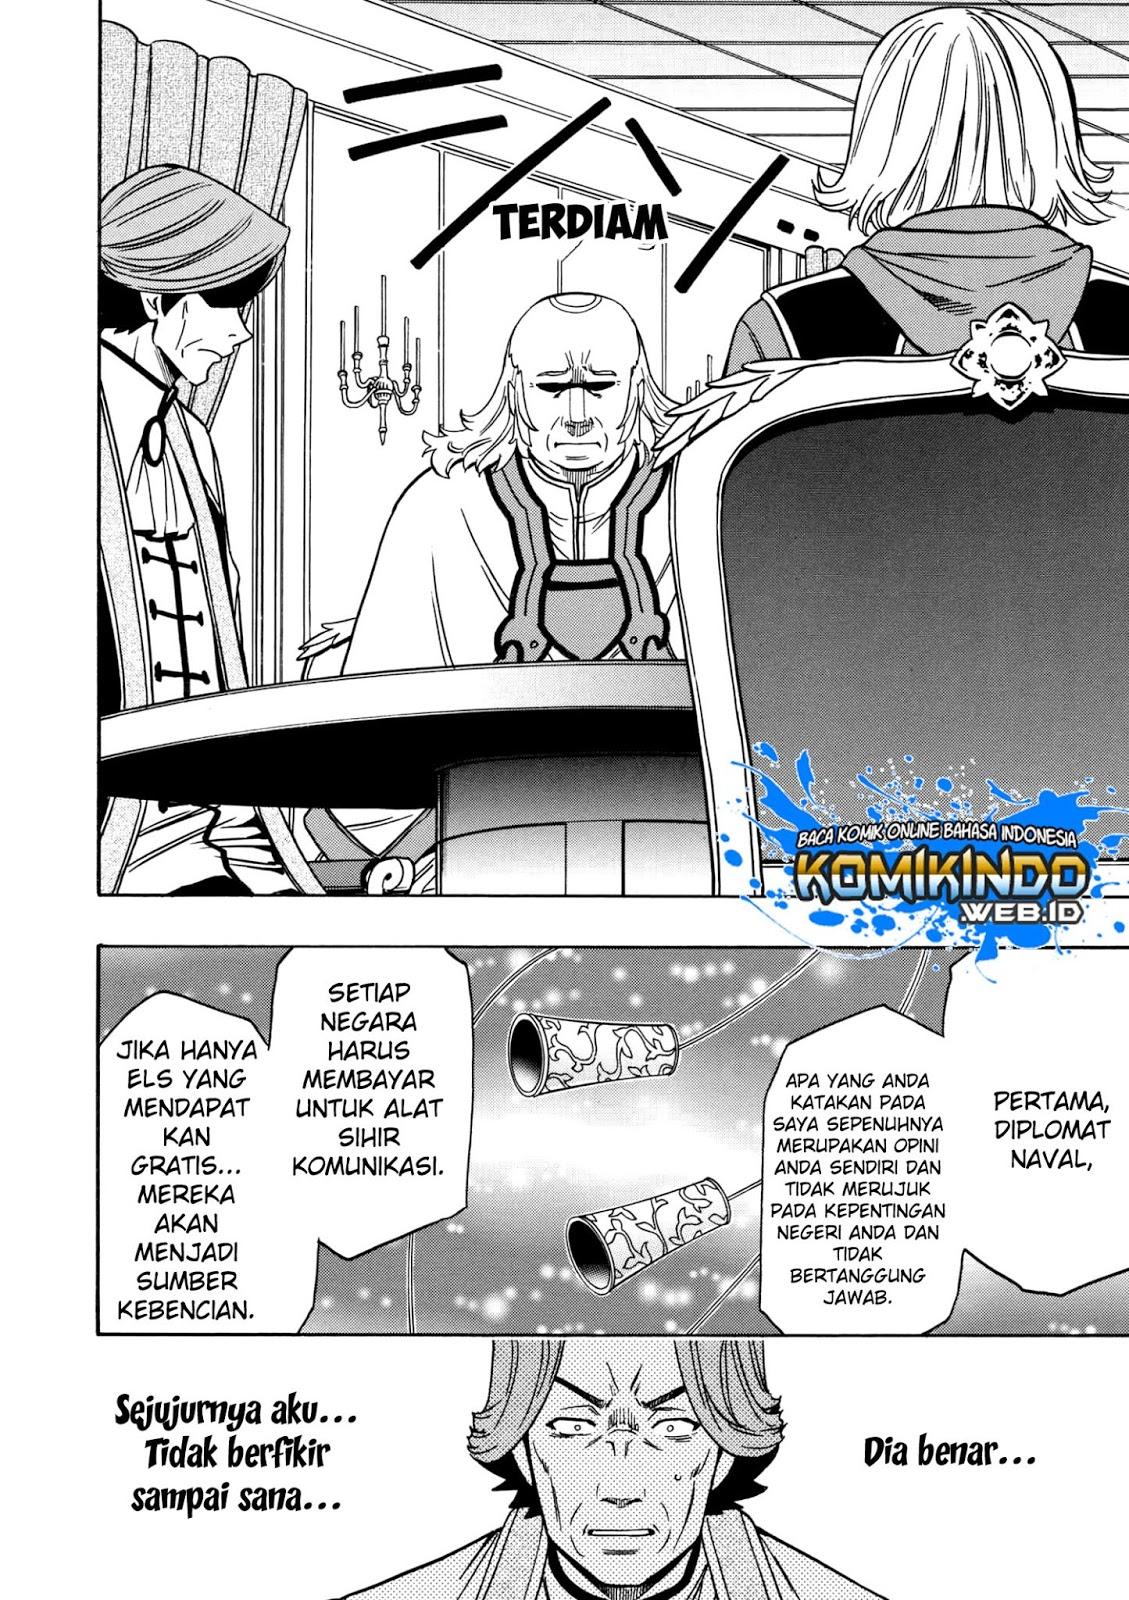 シーン
TERDIAM
BACA KOMIK ONLINE BAHASA INDONESIA
KOMIKINDO
.WEB.ID
PERTAMA,
DIPLOMAT
NAVAL,
APA YANG ANDA
KATAKAN PADA
SAYA SEPENUHNYA
MERUPAKAN OPINI
ANDA SENDIRI DAN
TIDAK MERUJUK
PADA KEPENTINGAN
NEGERI ANDA DAN
TIDAK
BERTANGGUNG
JAWAB.
SETIAP
NEGARA
HARUS
MEMBAYAR
UNTUK ALAT
SIHIR
KOMUNIKASI.
JIKA HANYA
ELS YANG
MENDAPAT
KAN
GRATIS...
MEREKA
AKAN
MENJADI
SUMBER
KEBENCIAN.
Dia benar...
Sejujurnya aku...
Tidak berfikir
sampai sana...